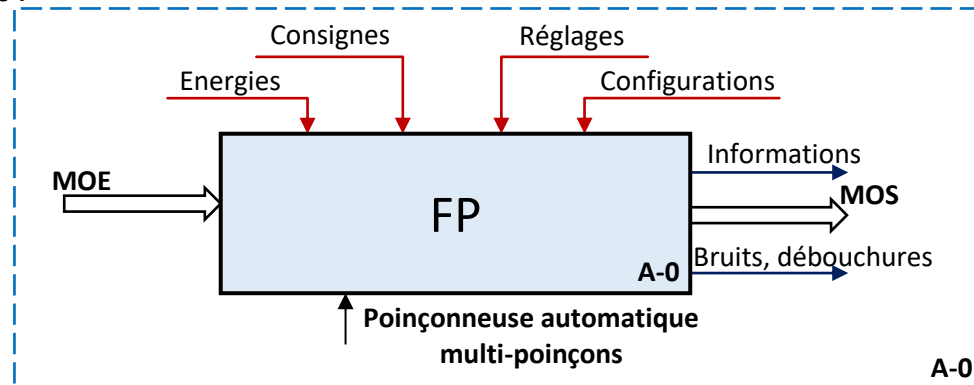 Consignes
Réglages
Energies
Configurations
Informations
MOE
MOS
FP
Bruits, débouchures
A-0
Poinçonneuse automatique
multi-poinçons
A-0